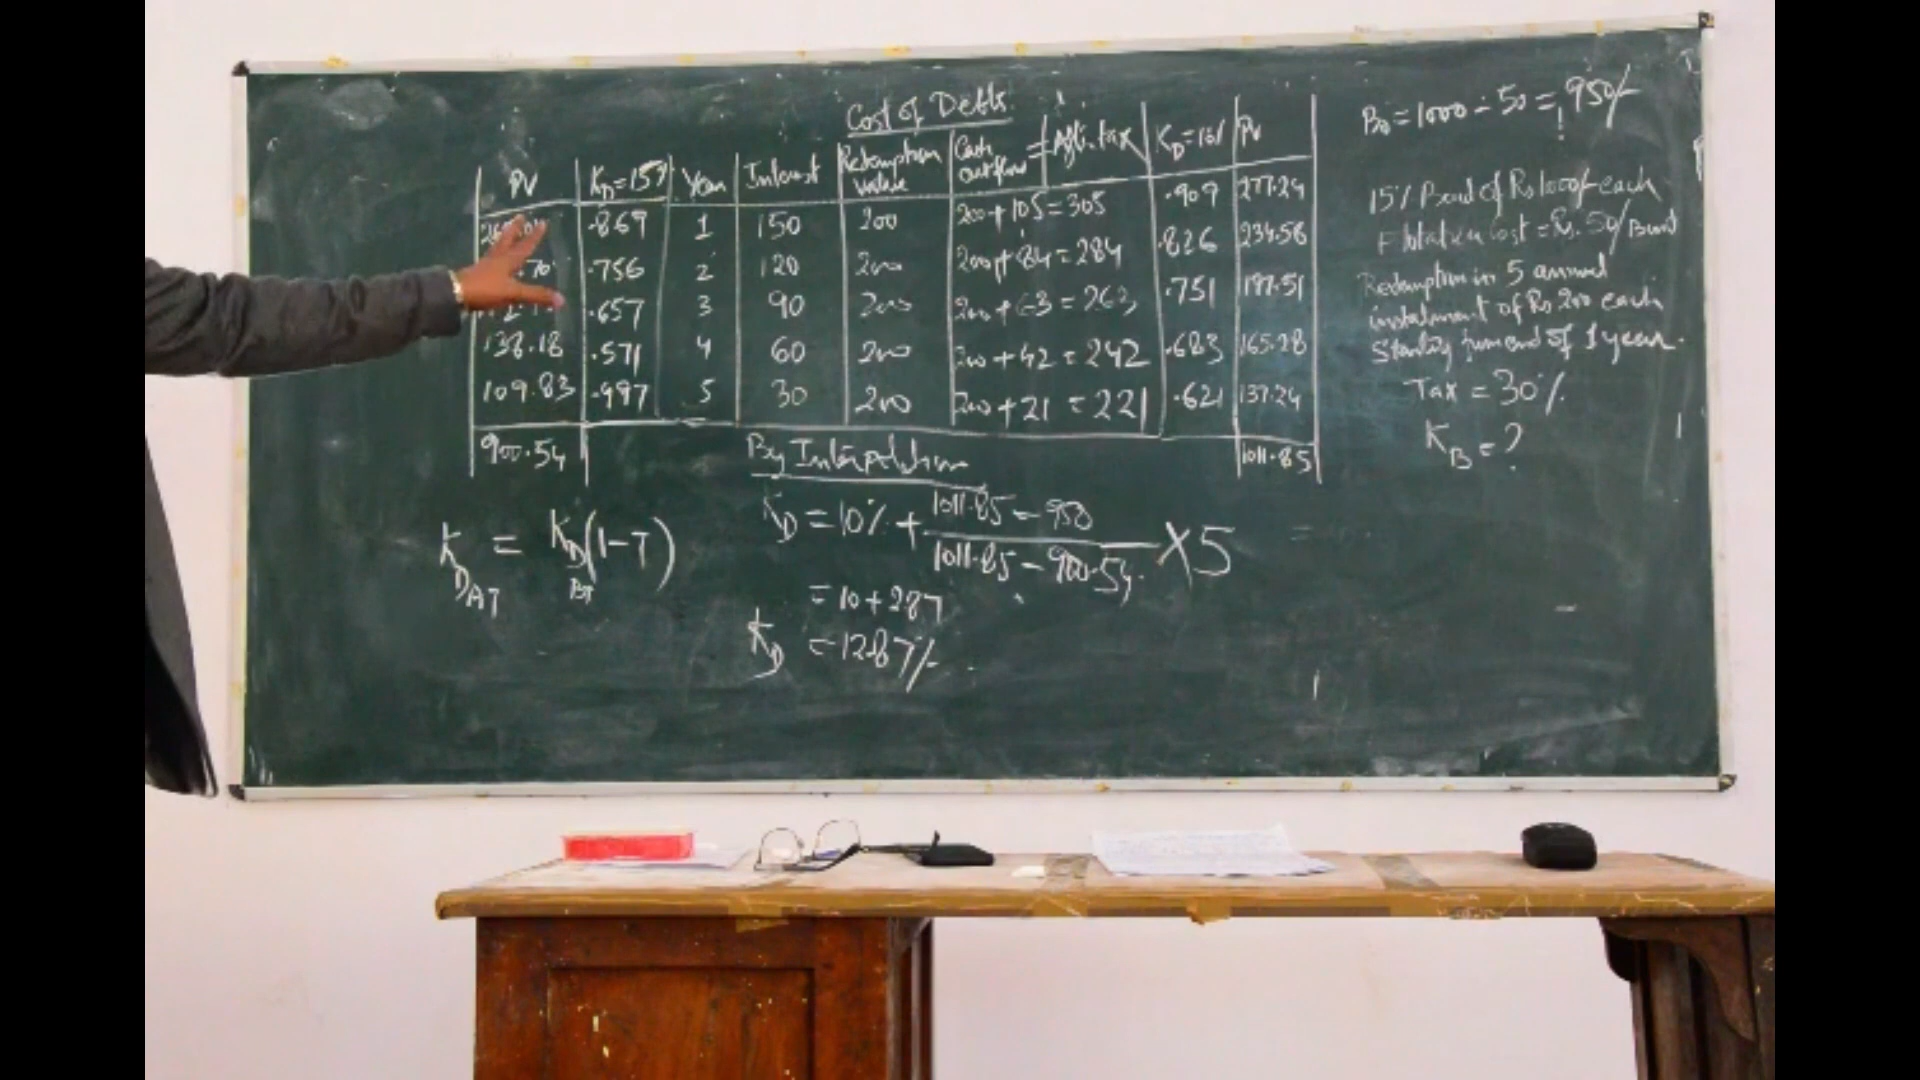 Cost of Debt
B0 = 1000 - 50 = 950/-
PV | KD = 15% | Year | Interest | Redemption value | Cash outflow = Aft. tax | KD = 10% | PV
.869 | 1 | 150 | 200 | 200 + 105 = 305 | .909 | 277.24
.756 | 2 | 120 | 200 | 200 + 84 = 284 | .826 | 234.58
.657 | 3 | 90 | 200 | 200 + 63 = 263 | .751 | 197.51
138.18 | .571 | 4 | 60 | 200 | 200 + 42 = 242 | .683 | 165.28
109.83 | .497 | 5 | 30 | 200 | 200 + 21 = 221 | .621 | 137.24
900.54 | 1011.85
15% Bond of Rs 1000/- each
Flotation Cost = Rs. 50/Bond
Redemption in 5 annual
instalment of Rs 200 each
Starting from end of 1 year.
Tax = 30%
KB = ?
By Interpolation
KD = 10% + 1011.85 - 950 / 1011.85 - 900.54 X 5
= 10 + 2.87
KD = 12.87%
KDAT = KDBT (1 - T)